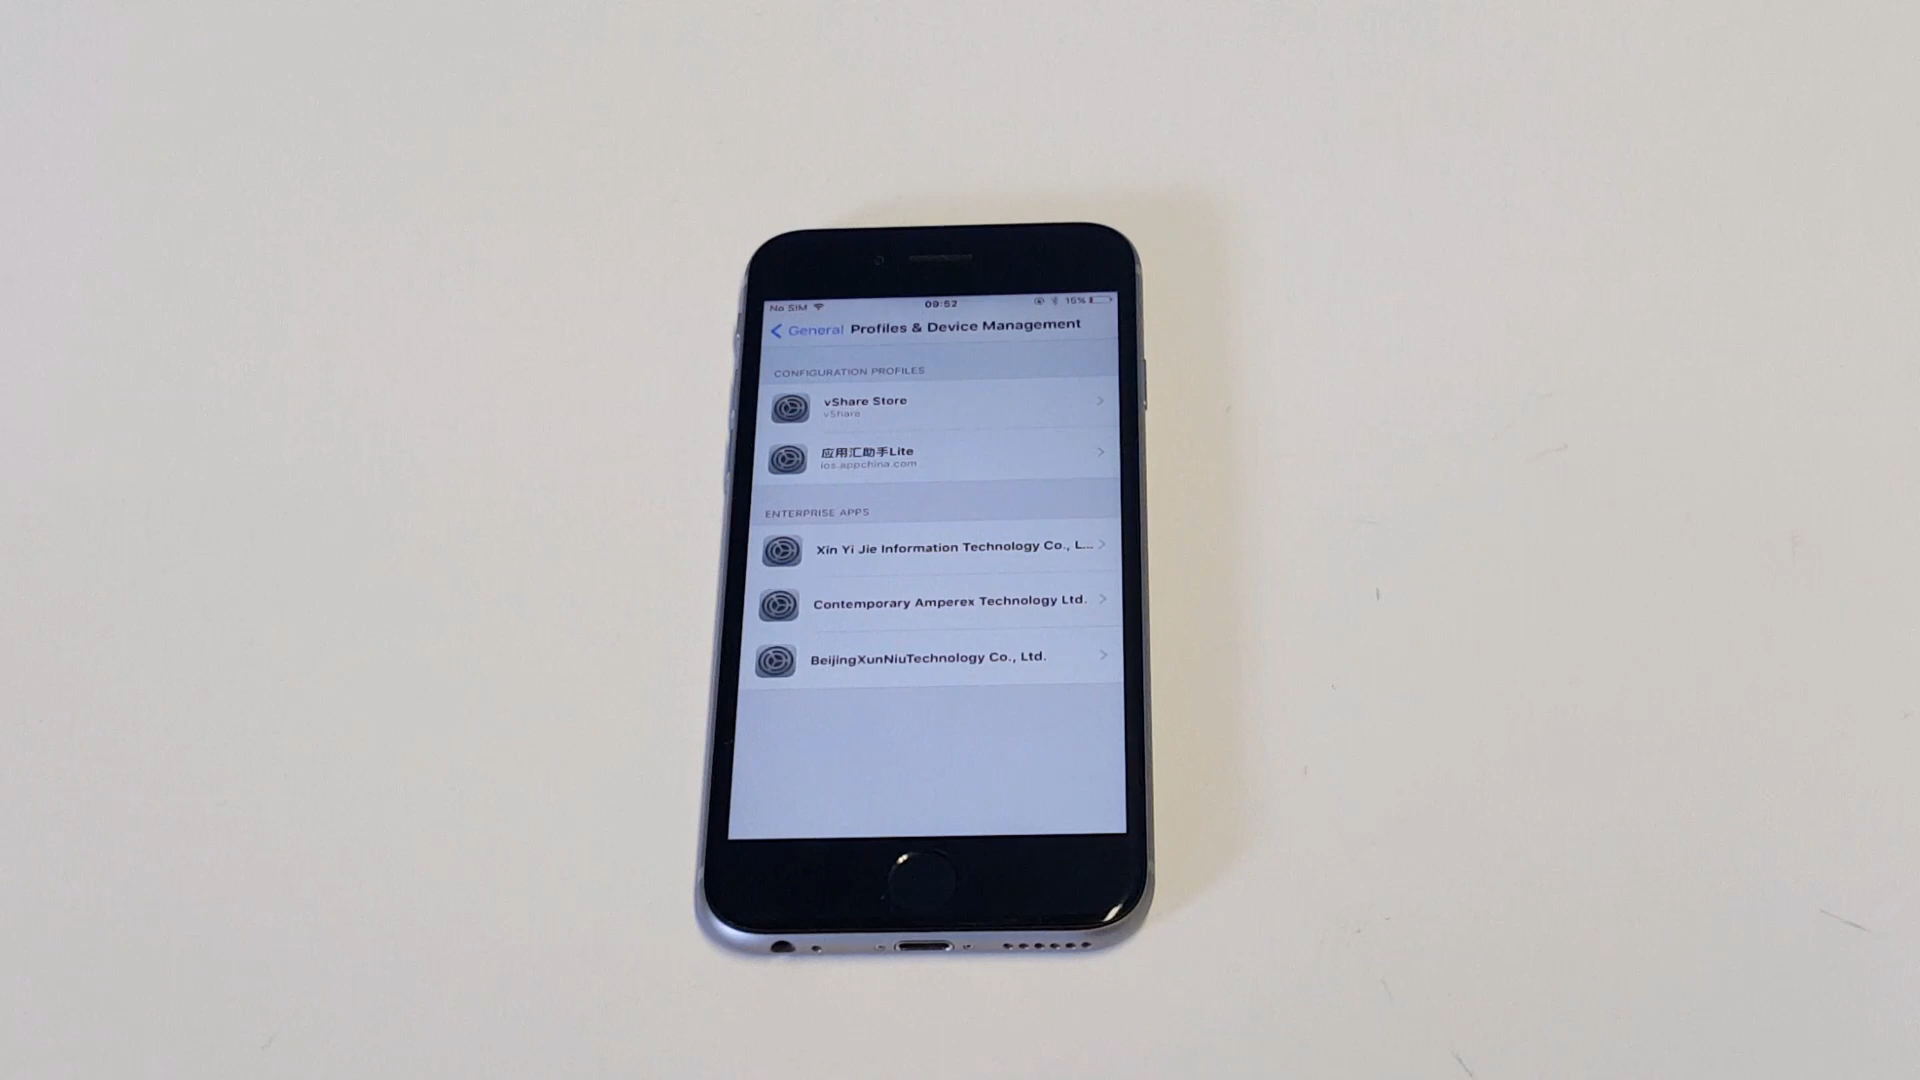 No SIM 09:52 15%
General Profiles & Device Management
CONFIGURATION PROFILES
vShare Store
vShare
应用汇助手Lite
ios.appchina.com
ENTERPRISE APPS
Xin Yi Jie Information Technology Co., L...
Contemporary Amperex Technology Ltd.
BeijingXunNiuTechnology Co., Ltd.